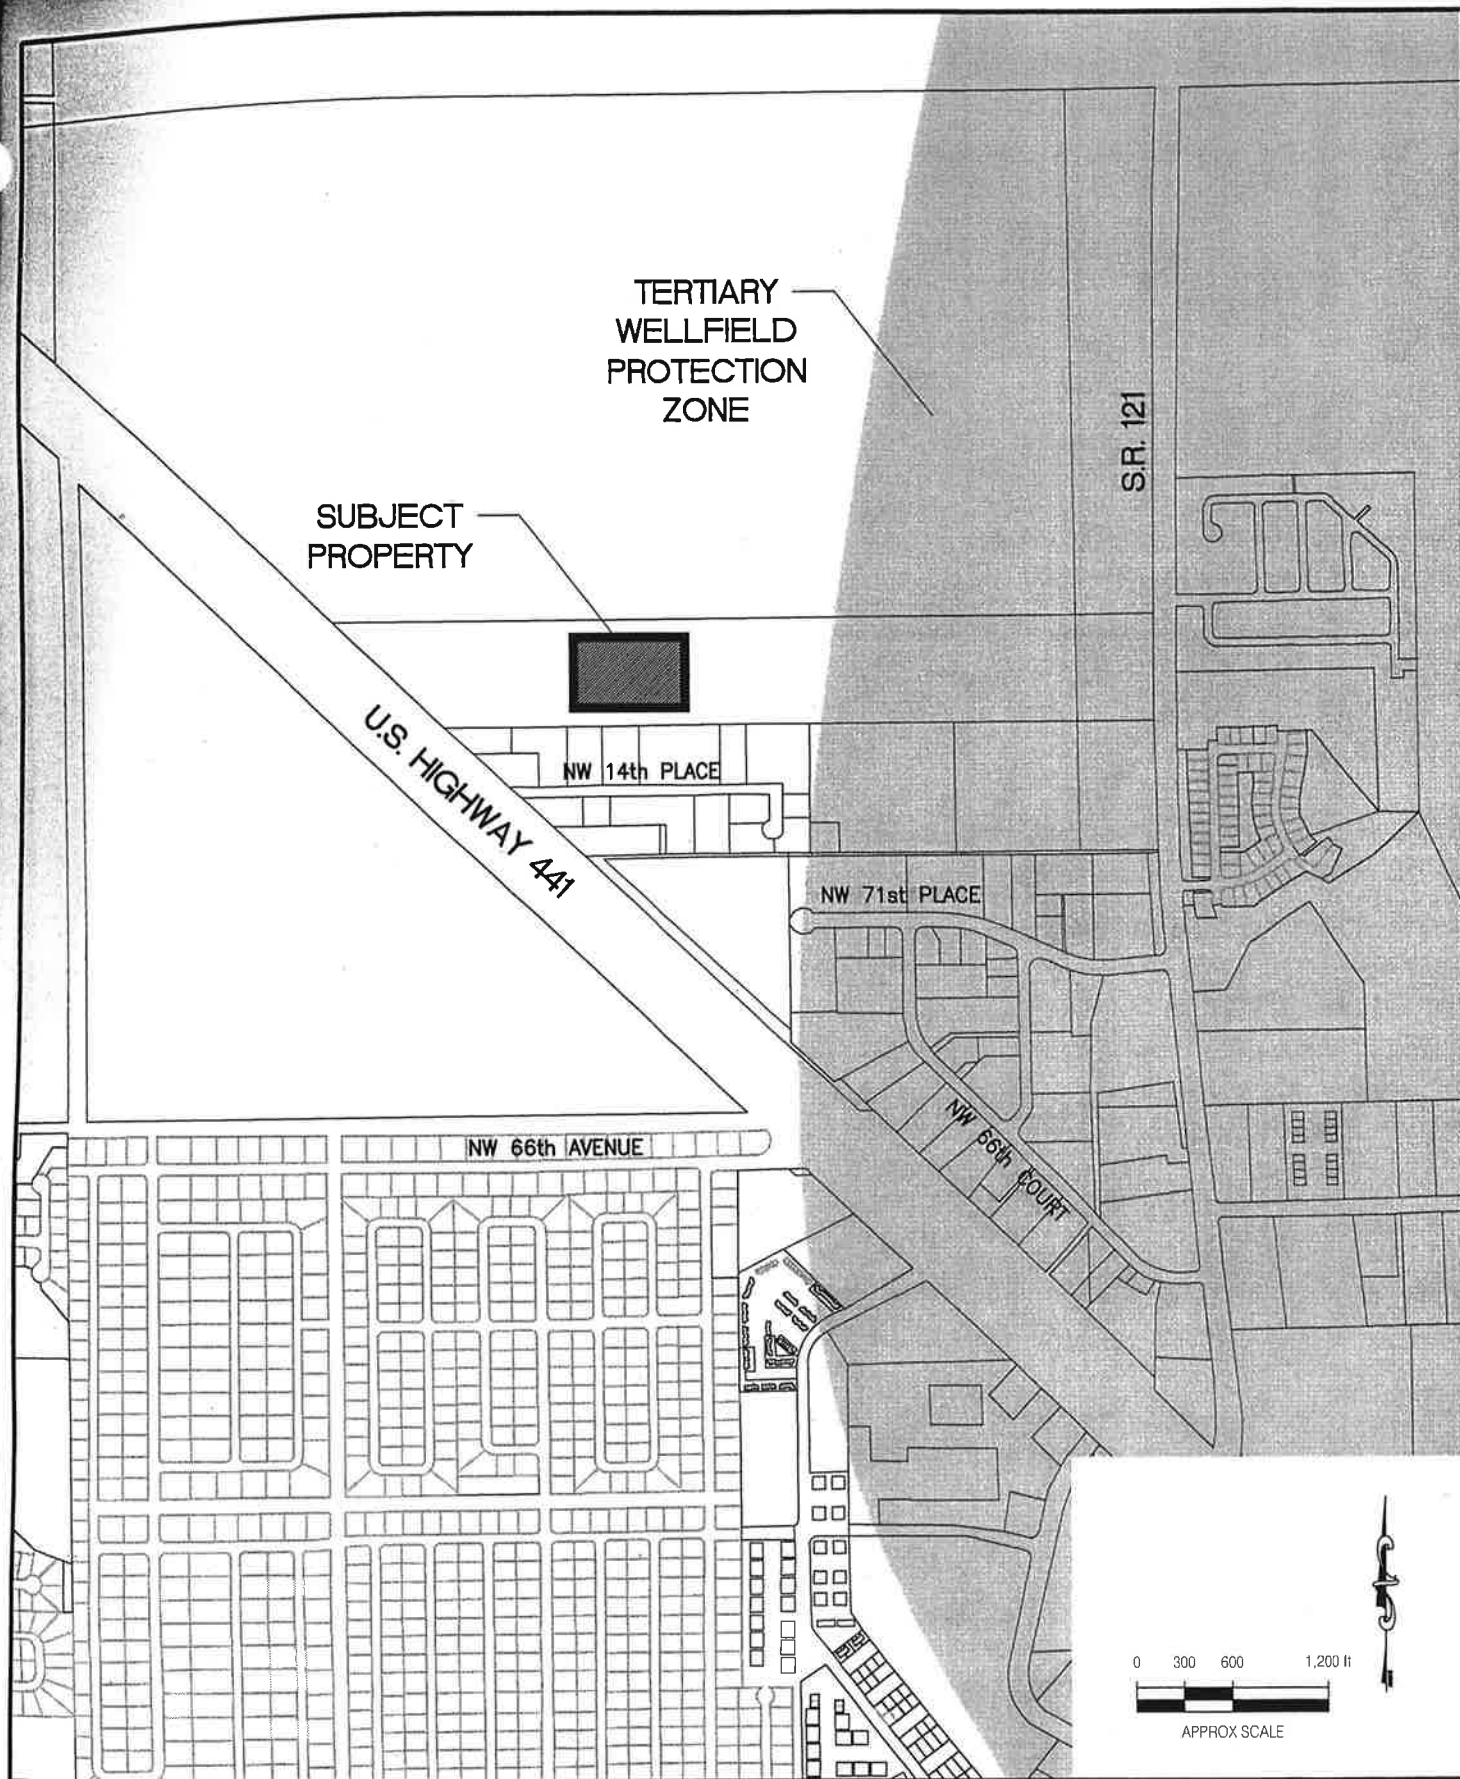 TERTIARY
WELLFIELD
PROTECTION
ZONE
S.R. 121
SUBJECT
PROPERTY
U.S. HIGHWAY 441
NW 14th PLACE
NW 71st PLACE
NW 66th COURT
NW 66th AVENUE
0 300 600 1,200 ft
APPROX SCALE